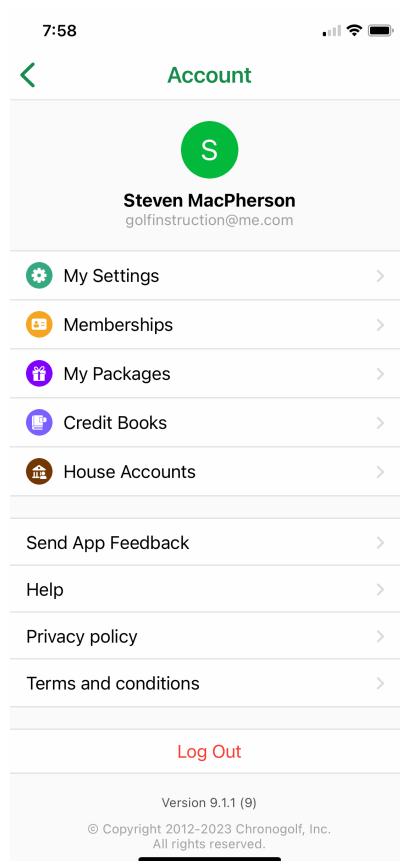 7:58
Account
S
Steven MacPherson
golfinstruction@me.com
My Settings
Memberships
My Packages
Credit Books
House Accounts
Send App Feedback
Help
Privacy policy
Terms and conditions
Log Out
Version 9.1.1 (9)
© Copyright 2012-2023 Chronogolf, Inc.
All rights reserved.